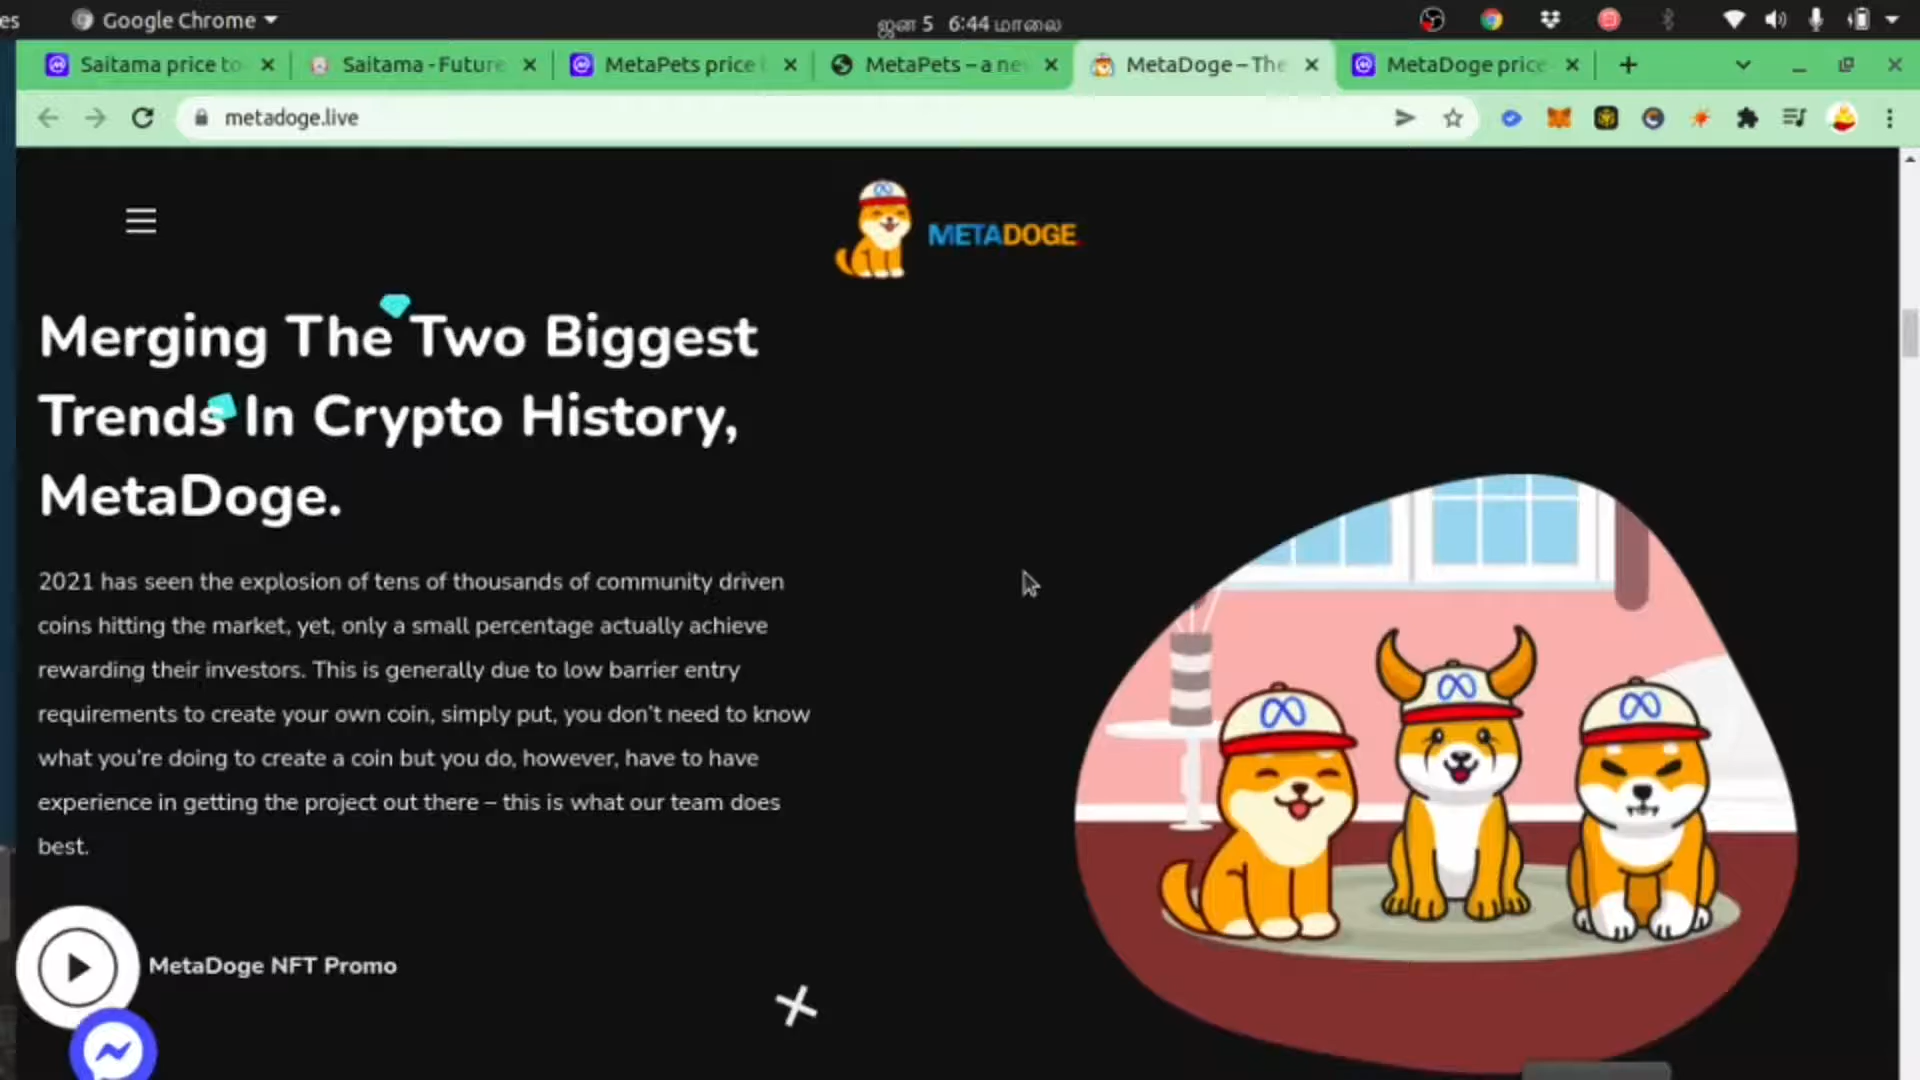 es
Google Chrome
ஜன 5 6:44 மாலை
Saitama price to
Saitama - Future
MetaPets price
MetaPets – a ne
MetaDoge – The
MetaDoge price
metadoge.live
METADOGE
Merging The Two Biggest
Trends In Crypto History,
MetaDoge.
2021 has seen the explosion of tens of thousands of community driven
coins hitting the market, yet, only a small percentage actually achieve
rewarding their investors. This is generally due to low barrier entry
requirements to create your own coin, simply put, you don't need to know
what you're doing to create a coin but you do, however, have to have
experience in getting the project out there – this is what our team does
best.
MetaDoge NFT Promo